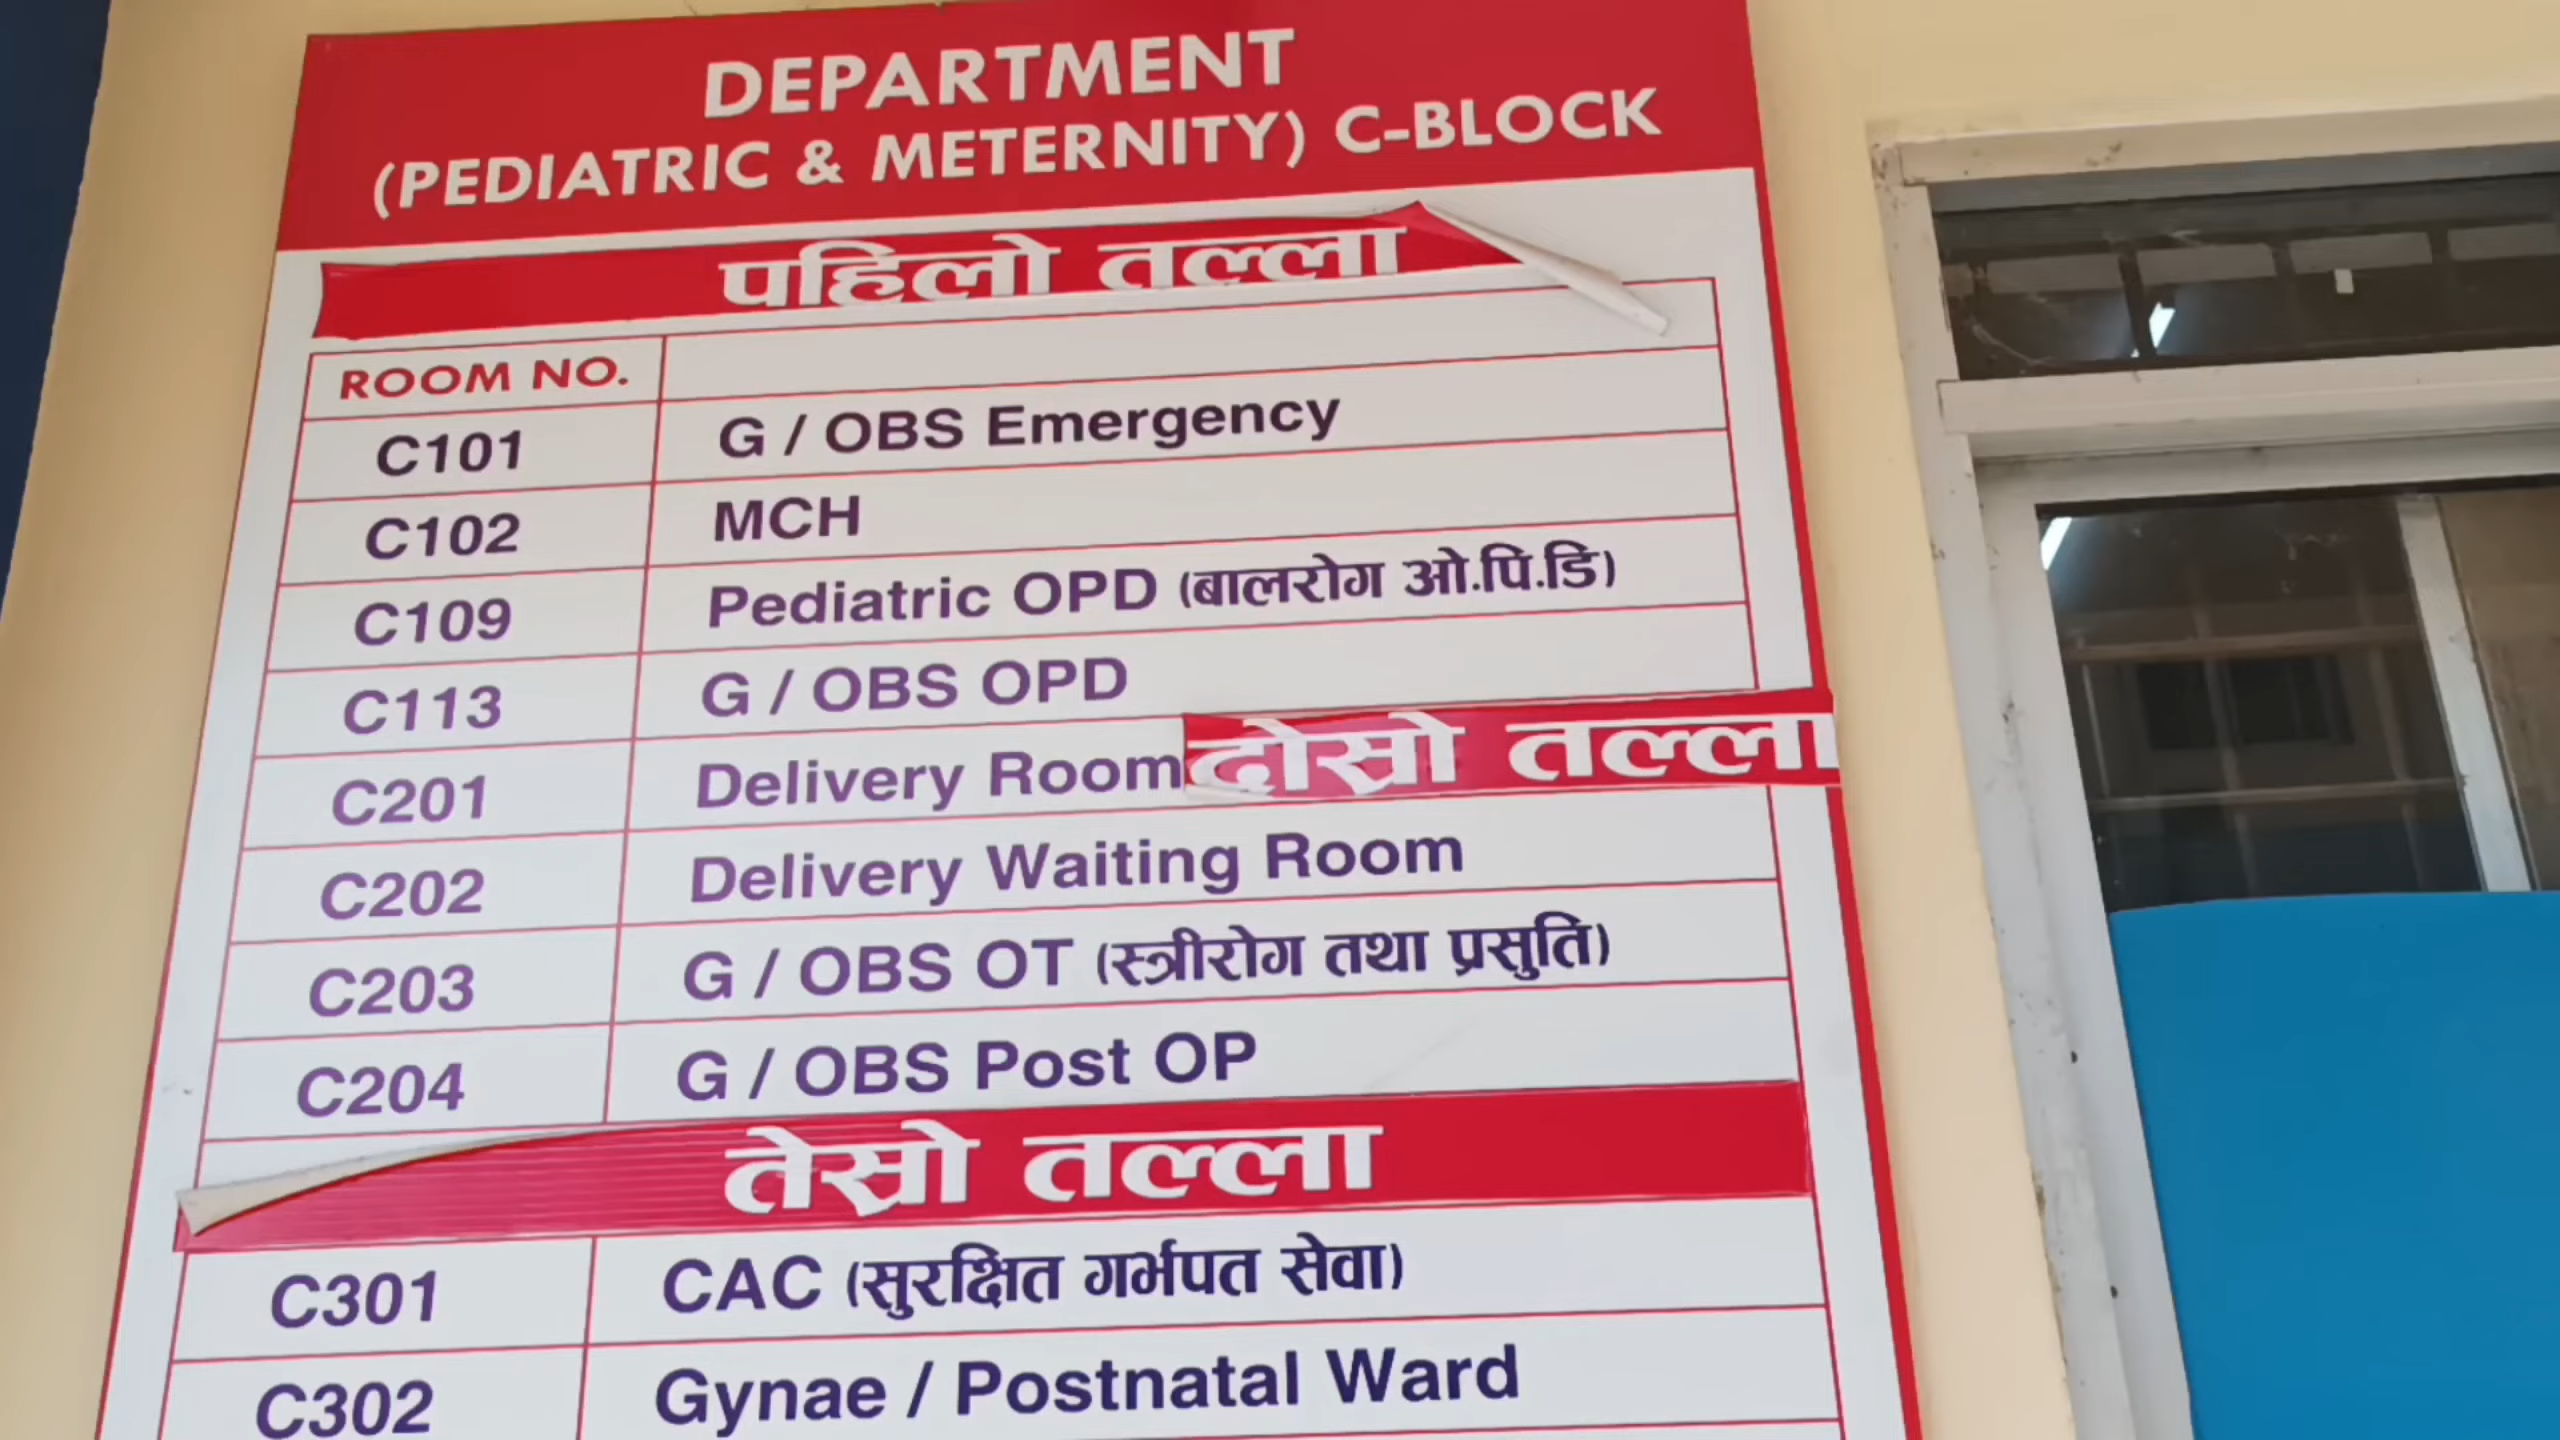 DEPARTMENT
(PEDIATRIC & METERNITY) C-BLOCK
पहिलो तल्ला
ROOM NO.
C101 G / OBS Emergency
C102 MCH
C109 Pediatric OPD (बालरोग ओ.पि.डि)
C113 G / OBS OPD
C201 Delivery Room दोस्रो तल्ला
C202 Delivery Waiting Room
C203 G / OBS OT (स्त्रीरोग तथा प्रसुति)
C204 G / OBS Post OP
तेस्रो तल्ला
C301 CAC (सुरक्षित गर्भपत सेवा)
C302 Gynae / Postnatal Ward